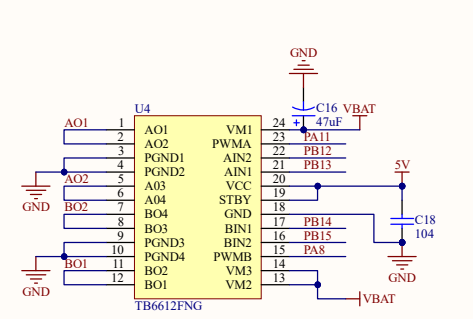 GND
U4
C16
47uF
VBAT
AO1 1 AO1 VM1 24
2 AO2 PWMA 23 PA11
3 PGND1 AIN2 22 PB12
4 PGND2 AIN1 21 PB13
AO2 5 A03 VCC 20 5V
GND 6 A04 STBY 19
BO2 7 BO4 GND 18
8 BO3 BIN1 17 PB14 C18
9 PGND3 BIN2 16 PB15 104
10 PGND4 PWMB 15 PA8
BO1 11 BO2 VM3 14
GND 12 BO1 VM2 13 GND
VBAT
TB6612FNG